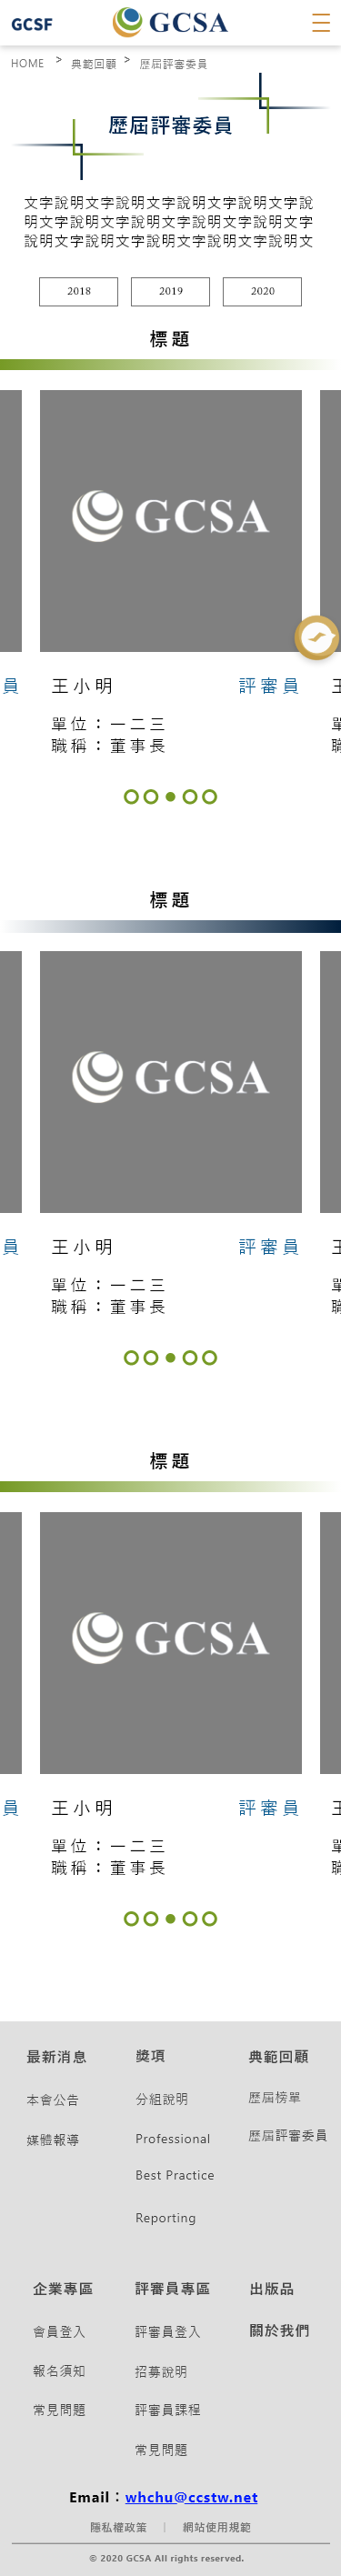 GCSF
GCSA
HOME > 典範回顧 > 歷屆評審委員
歷屆評審委員
文字說明文字說明文字說明文字說明文字說
明文字說明文字說明文字說明文字說明文字
說明文字說明文字說明文字說明文字說明文
2018 2019 2020
標題
GCSA
員 王小明 評審員 王
單位：一二三 單
職稱：董事長 職
標題
GCSA
員 王小明 評審員 王
單位：一二三 單
職稱：董事長 職
標題
GCSA
員 王小明 評審員 王
單位：一二三 單
職稱：董事長 職
最新消息
本會公告
媒體報導
獎項
分組說明
Professional
Best Practice
Reporting
典範回顧
歷屆榜單
歷屆評審委員
企業專區
會員登入
報名須知
常見問題
評審員專區
評審員登入
招募說明
評審員課程
常見問題
出版品
關於我們
Email：whchu@ccstw.net
隱私權政策 | 網站使用規範
© 2020 GCSA All rights reserved.